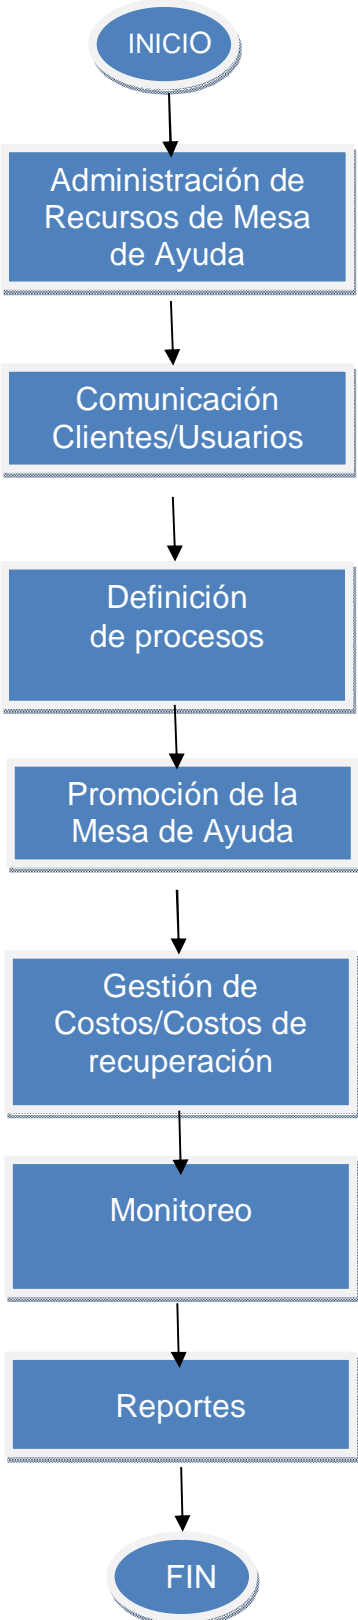 INICIO
Administración de
Recursos de Mesa
de Ayuda
Comunicación
Clientes/Usuarios
Definición
de procesos
Promoción de la
Mesa de Ayuda
Gestión de
Costos/Costos de
recuperación
Monitoreo
Reportes
FIN